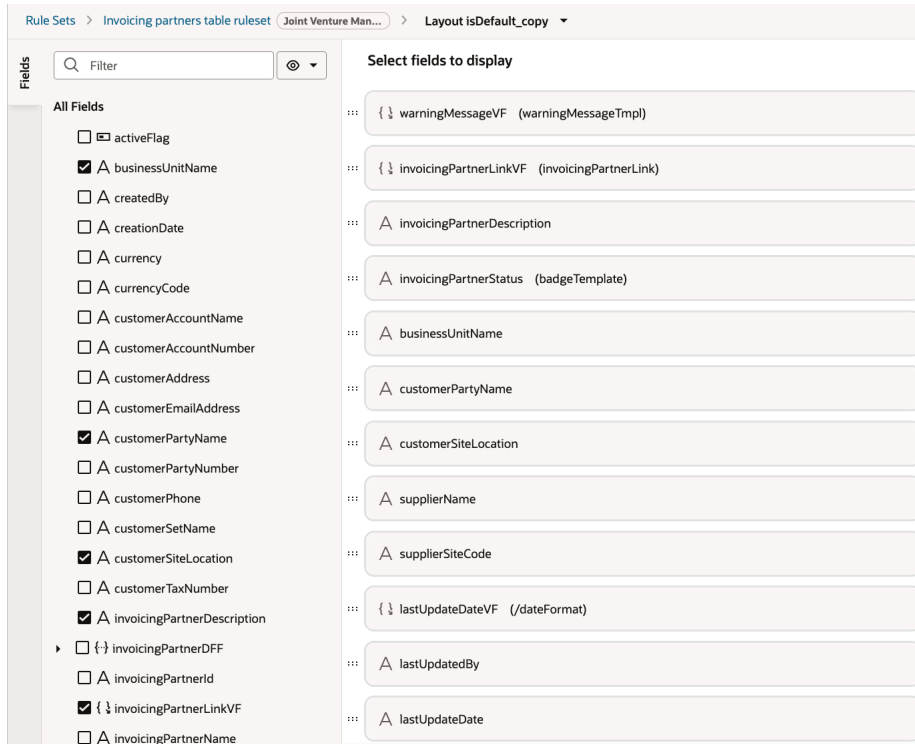 Rule Sets > Invoicing partners table ruleset Joint Venture Man... > Layout isDefault_copy
Fields
Filter
All Fields
activeFlag
businessUnitName
createdBy
creationDate
currency
currencyCode
customerAccountName
customerAccountNumber
customerAddress
customerEmailAddress
customerPartyName
customerPartyNumber
customerPhone
customerSetName
customerSiteLocation
customerTaxNumber
invoicingPartnerDescription
invoicingPartnerDFF
invoicingPartnerId
invoicingPartnerLinkVF
invoicingPartnerName
Select fields to display
warningMessageVF (warningMessageTmpl)
invoicingPartnerLinkVF (invoicingPartnerLink)
invoicingPartnerDescription
invoicingPartnerStatus (badgeTemplate)
businessUnitName
customerPartyName
customerSiteLocation
supplierName
supplierSiteCode
lastUpdateDateVF (/dateFormat)
lastUpdatedBy
lastUpdateDate